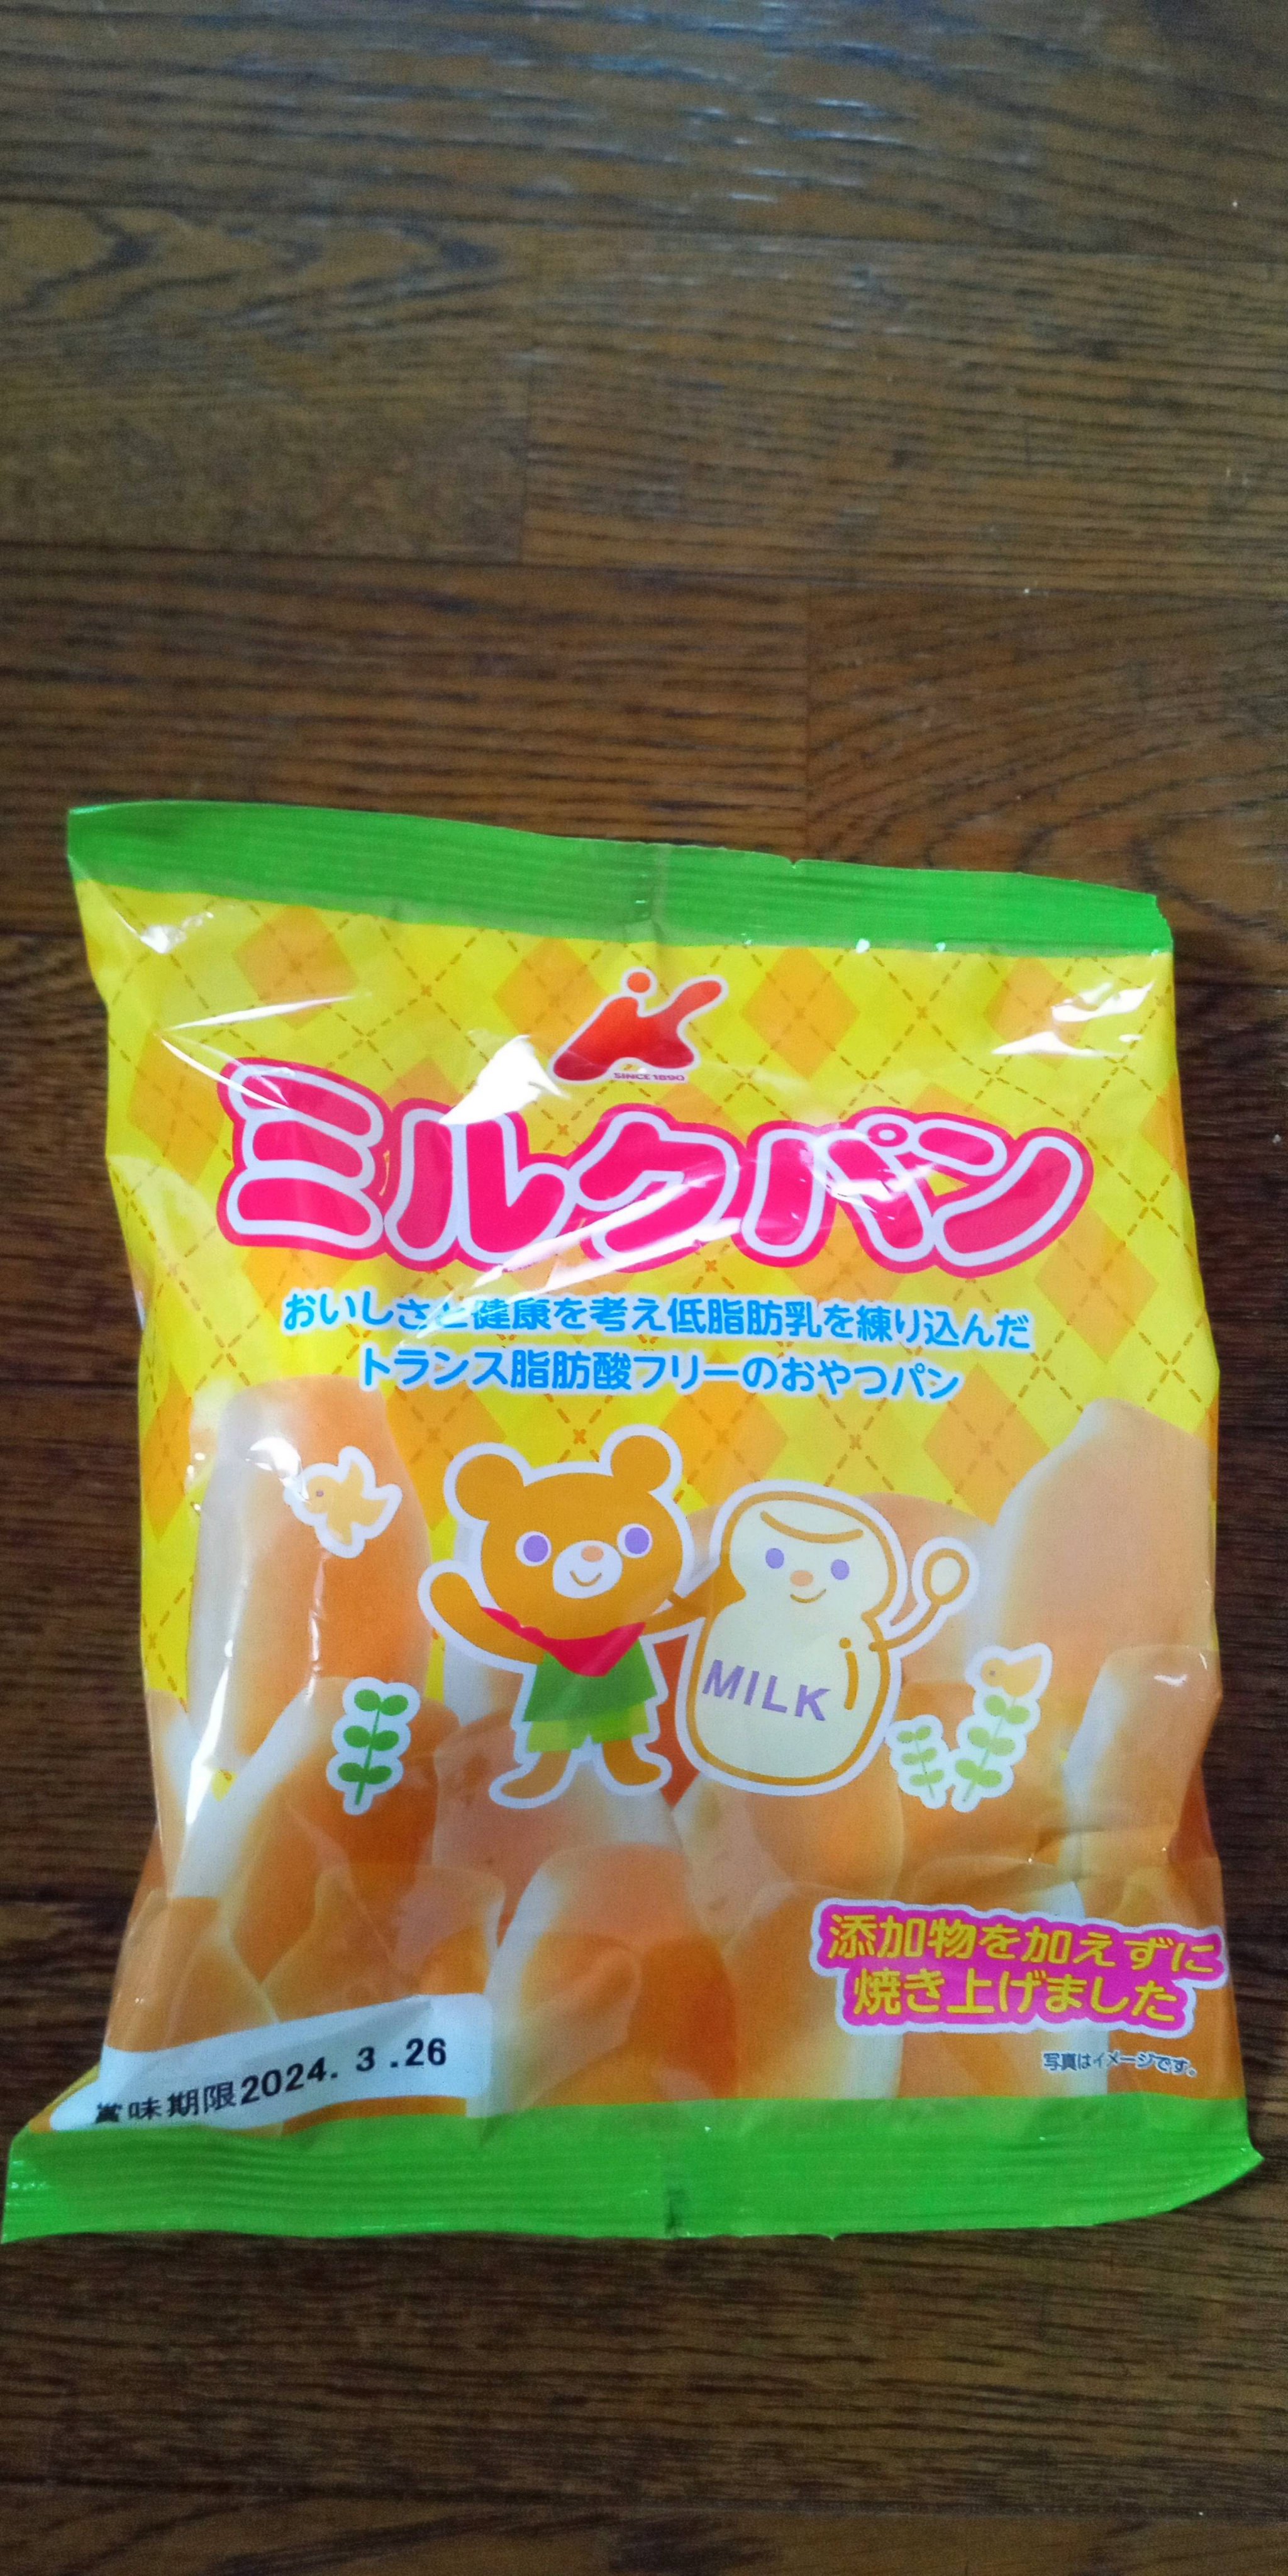 SINCE 1890
ミルクパン
おいしさと健康を考え低脂肪乳を練り込んだ
トランス脂肪酸フリーのおやつパン
MILK
添加物を加えずに
焼き上げました
写真はイメージです。
賞味期限2024. 3 .26